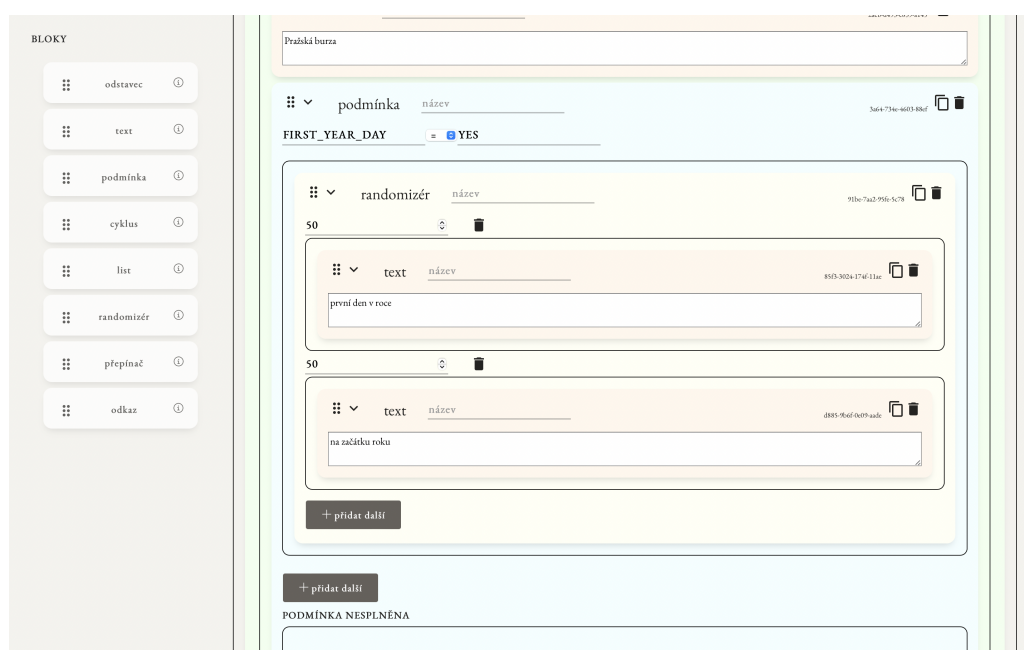 BLOKY
odstavec
text
podmínka
cyklus
list
randomizér
přepínač
odkaz
Pražská burza
podmínka název
3a64-734e-4603-88ef
FIRST_YEAR_DAY = YES
randomizér název
91be-7aa2-95fe-5c78
50
text název
85f3-3024-174f-11ae
první den v roce
50
text název
d885-9b6f-0e09-aade
na začátku roku
+ přidat další
+ přidat další
PODMÍNKA NESPLNĚNA